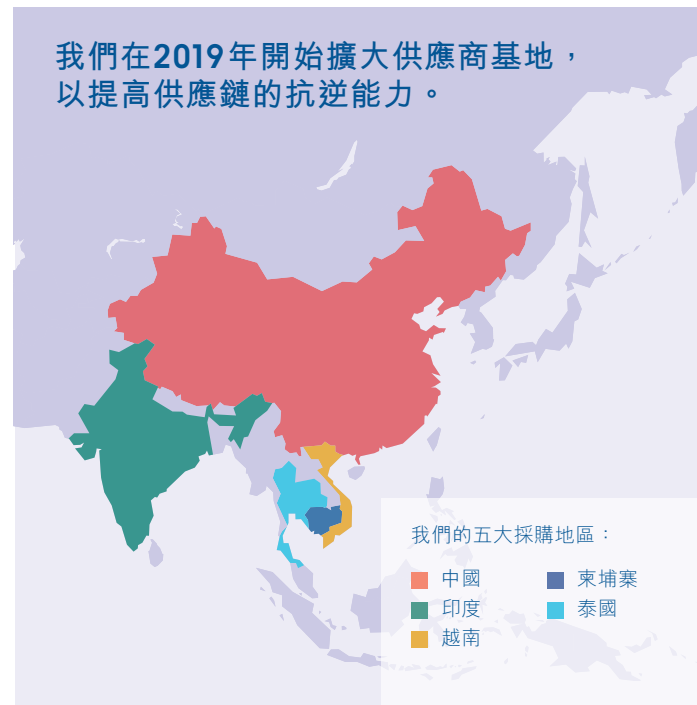 我們在2019年開始擴大供應商基地，
以提高供應鏈的抗逆能力。
我們的五大採購地區：
中國
柬埔寨
印度
泰國
越南